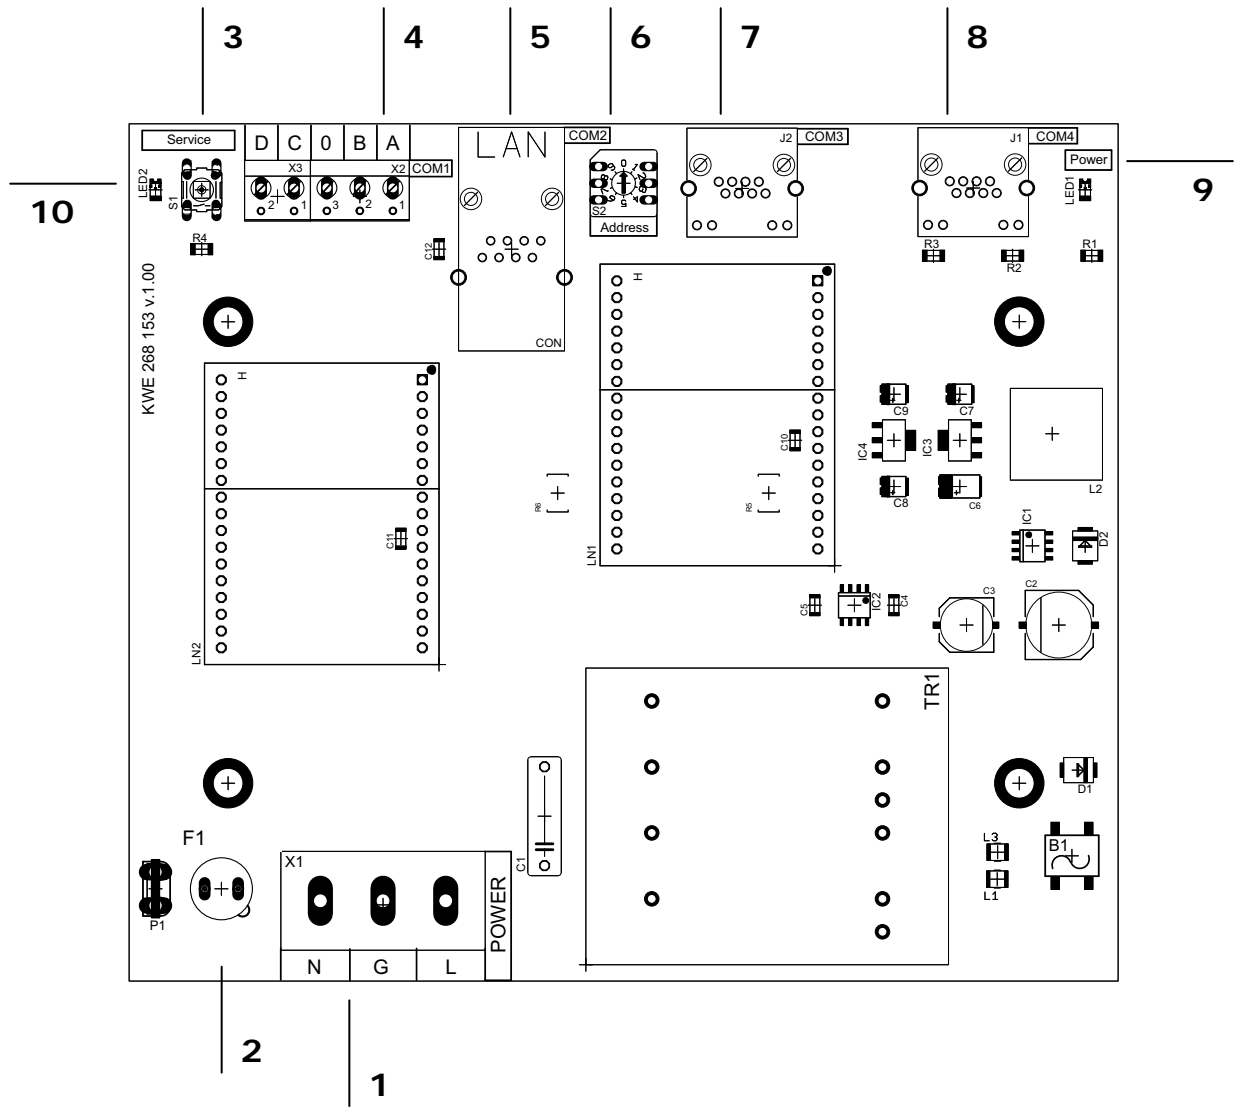 3 4 5 6 7 8
Service D C 0 B A LAN COM2 J2 COM3 J1 COM4
X3 X2 COM1 Power
LED2 S1 2 1 3 2 1 S2 LED1
10 9
Address
R4 C12 R3 R2 R1
H
KWE 268 153 v.1.00
CON
H
C9 C7
C10 IC4 IC3
R6 R5 L2
C8 C6
IC1
C11 D2
LN1
C5 IC2 C4 C3 C2
LN2
TR1
D1
F1
L3 B1
X1 C1
L1
P1 POWER
N G L
2
1